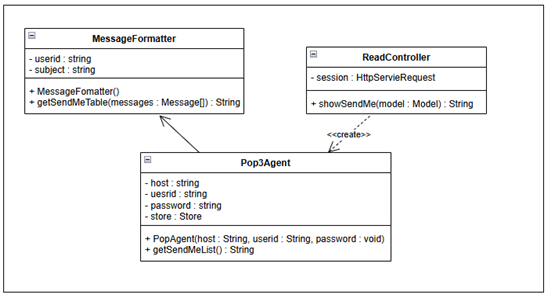 MessageFormatter
- userid : string
- subject : string
+ MessageFomatter()
+ getSendMeTable(messages : Message[]) : String
ReadController
- session : HttpServieRequest
+ showSendMe(model : Model) : String
<<create>>
Pop3Agent
- host : string
- uesrid : string
- password : string
- store : Store
+ PopAgent(host : String, userid : String, password : void)
+ getSendMeList() : String